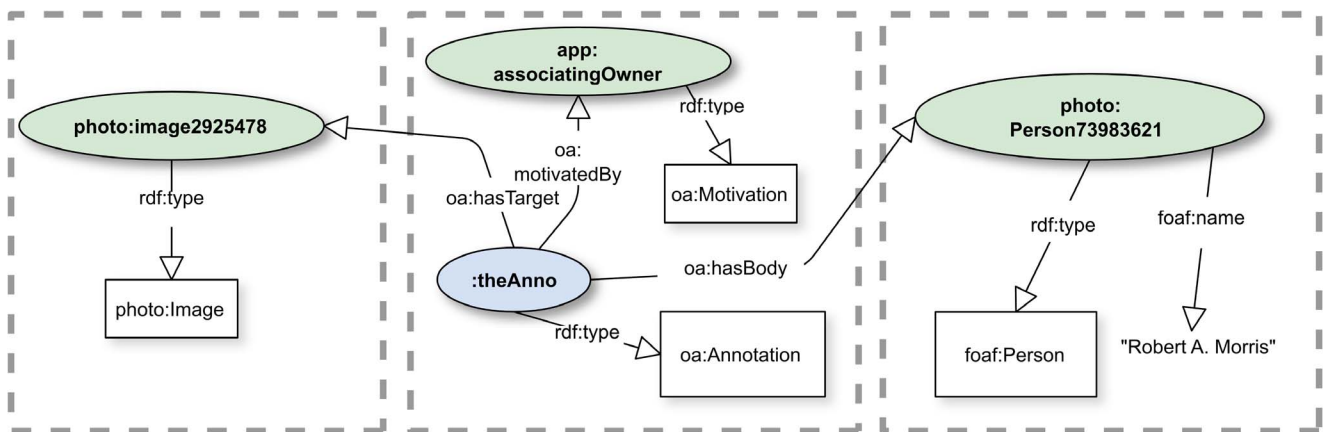 photo:image2925478
rdf:type
photo:Image
app:
associatingOwner
rdf:type
oa:Motivation
oa:
motivatedBy
oa:hasTarget
:theAnno
oa:hasBody
rdf:type
oa:Annotation
photo:
Person73983621
rdf:type
foaf:name
foaf:Person
"Robert A. Morris"